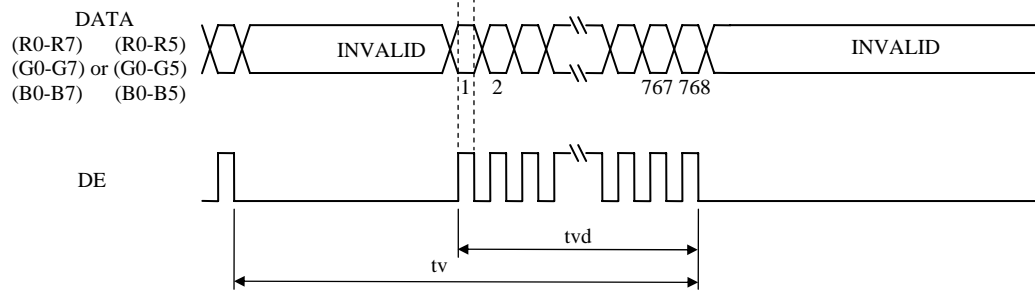 DATA
(R0-R7) (R0-R5)
(G0-G7) or (G0-G5)
(B0-B7) (B0-B5)
INVALID
INVALID
1 2 767 768
DE
tvd
tv